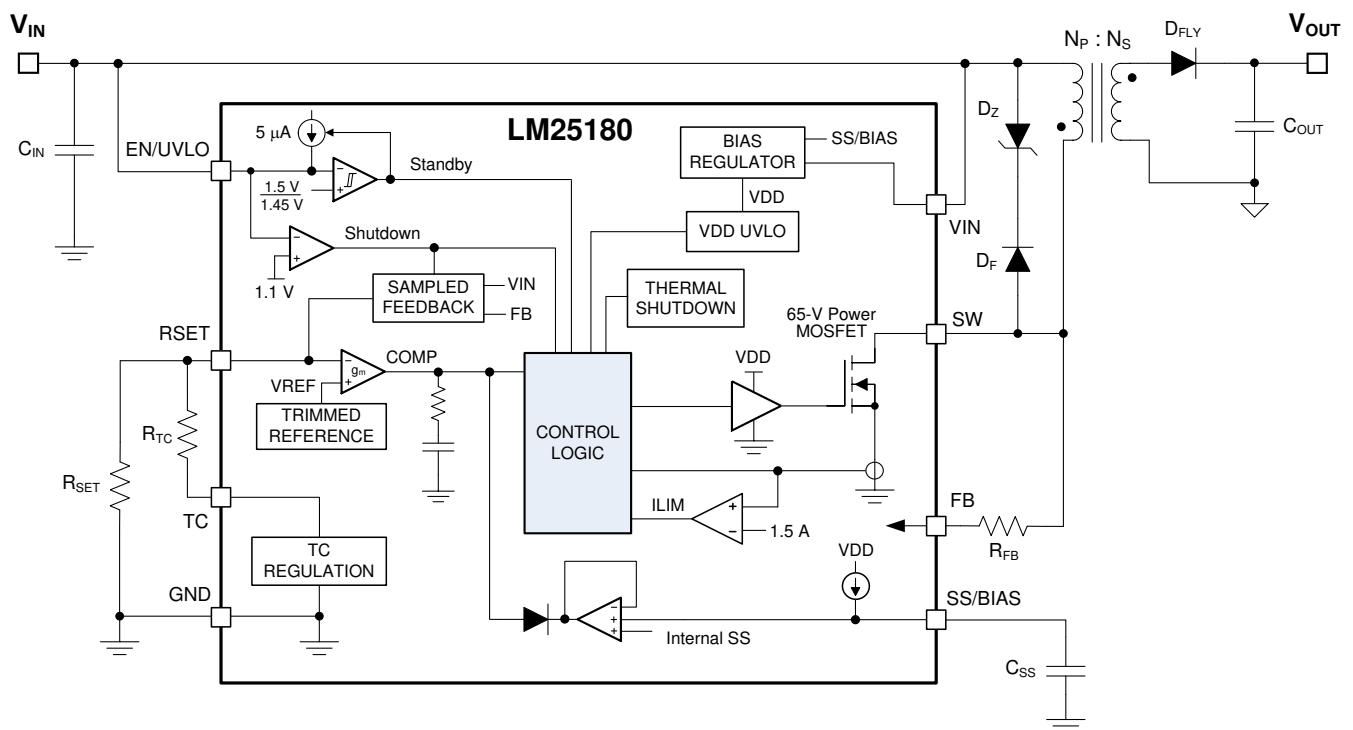 VIN
VOUT
NP : NS
DFLY
LM25180
5 μA
CIN
EN/UVLO
Standby
1.5 V
1.45 V
BIAS
REGULATOR
SS/BIAS
DZ
COUT
VDD
VIN
Shutdown
VDD UVLO
1.1 V
SAMPLED
FEEDBACK
VIN
FB
THERMAL
SHUTDOWN
DF
65-V Power
MOSFET
SW
RSET
COMP
gm
VREF
VDD
TRIMMED
REFERENCE
RTC
CONTROL
LOGIC
RSET
TC
ILIM
1.5 A
FB
RFB
TC
REGULATION
VDD
GND
SS/BIAS
Internal SS
CSS